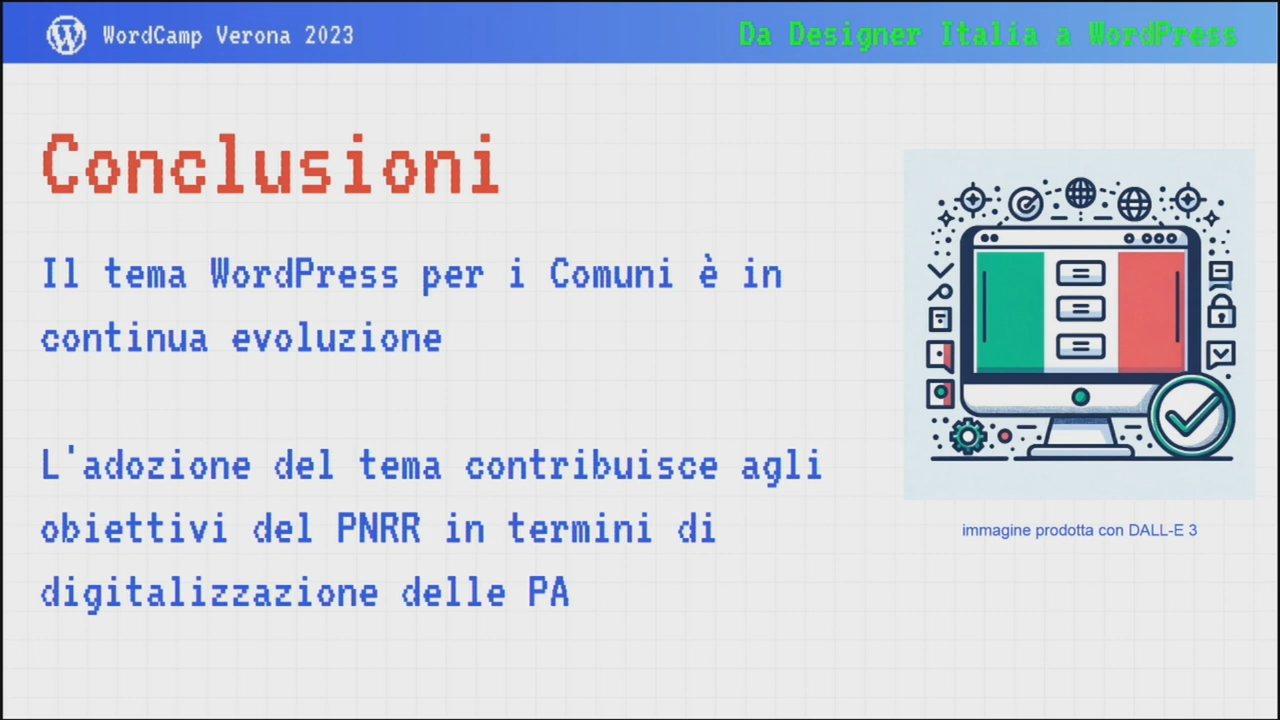 WordCamp Verona 2023
Da Designer Italia a WordPress
Conclusioni
Il tema WordPress per i Comuni è in
continua evoluzione
L'adozione del tema contribuisce agli
obiettivi del PNRR in termini di
digitalizzazione delle PA
immagine prodotta con DALL-E 3